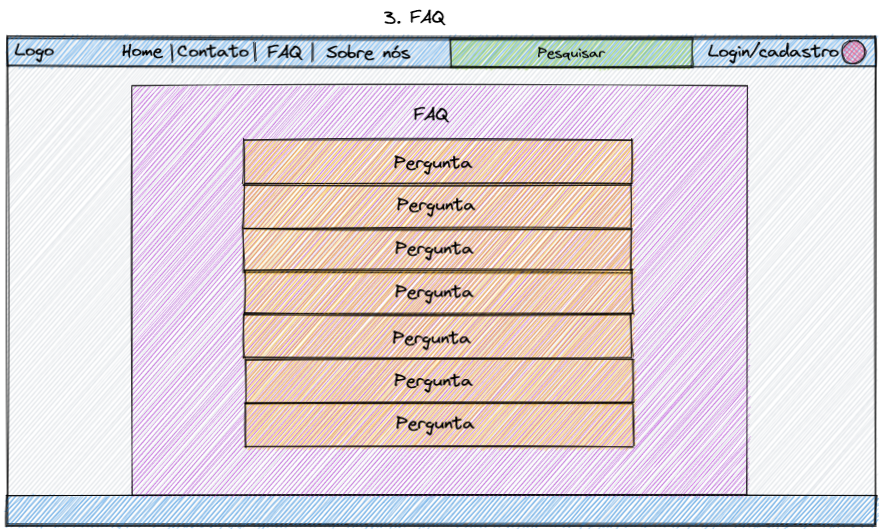 3. FAQ
Logo Home | Contato | FAQ | Sobre nós Pesquisar Login/cadastro
FAQ
Pergunta
Pergunta
Pergunta
Pergunta
Pergunta
Pergunta
Pergunta